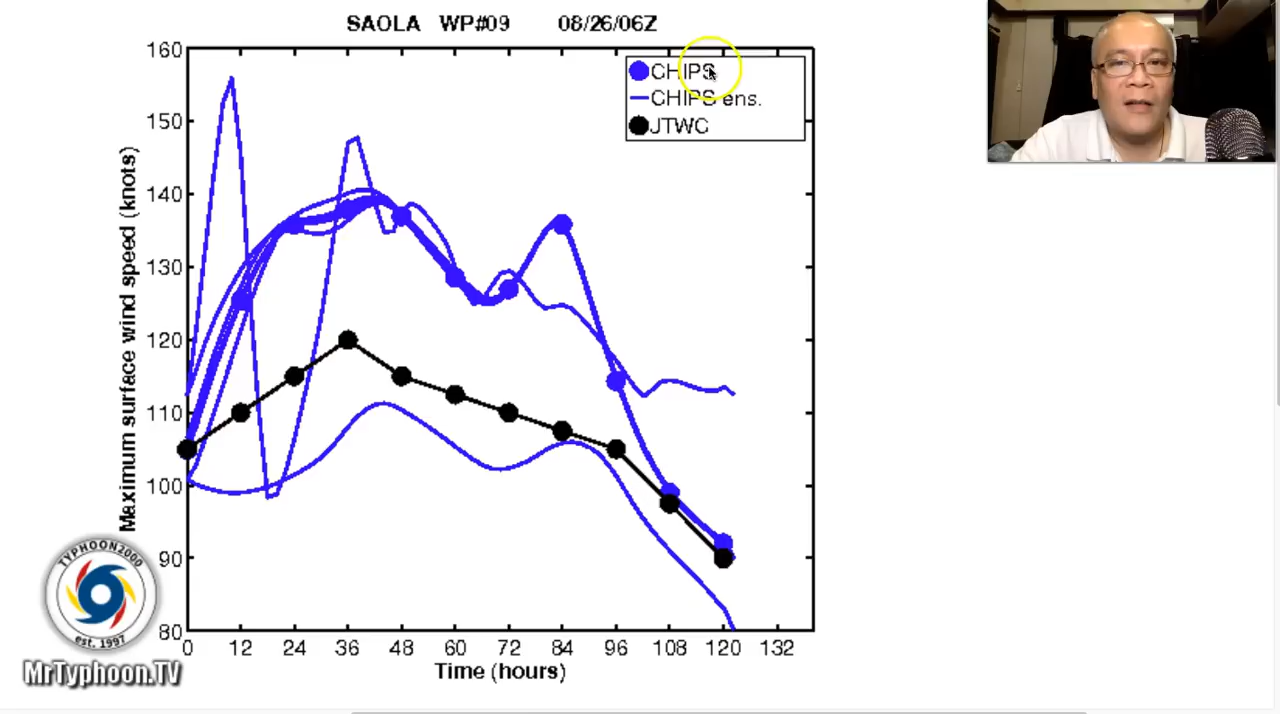 SAOLA WP#09 08/26/06Z
CHIPS
CHIPS ens.
JTWC
Maximum surface wind speed (knots)
160
150
140
130
120
110
100
90
80
0 12 24 36 48 60 72 84 96 108 120 132
Time (hours)
TYPHOON2000
est. 1997
MrTyphoon.TV